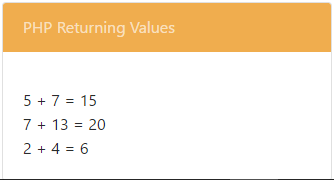 PHP Returning Values
5 + 7 = 15
7 + 13 = 20
2 + 4 = 6